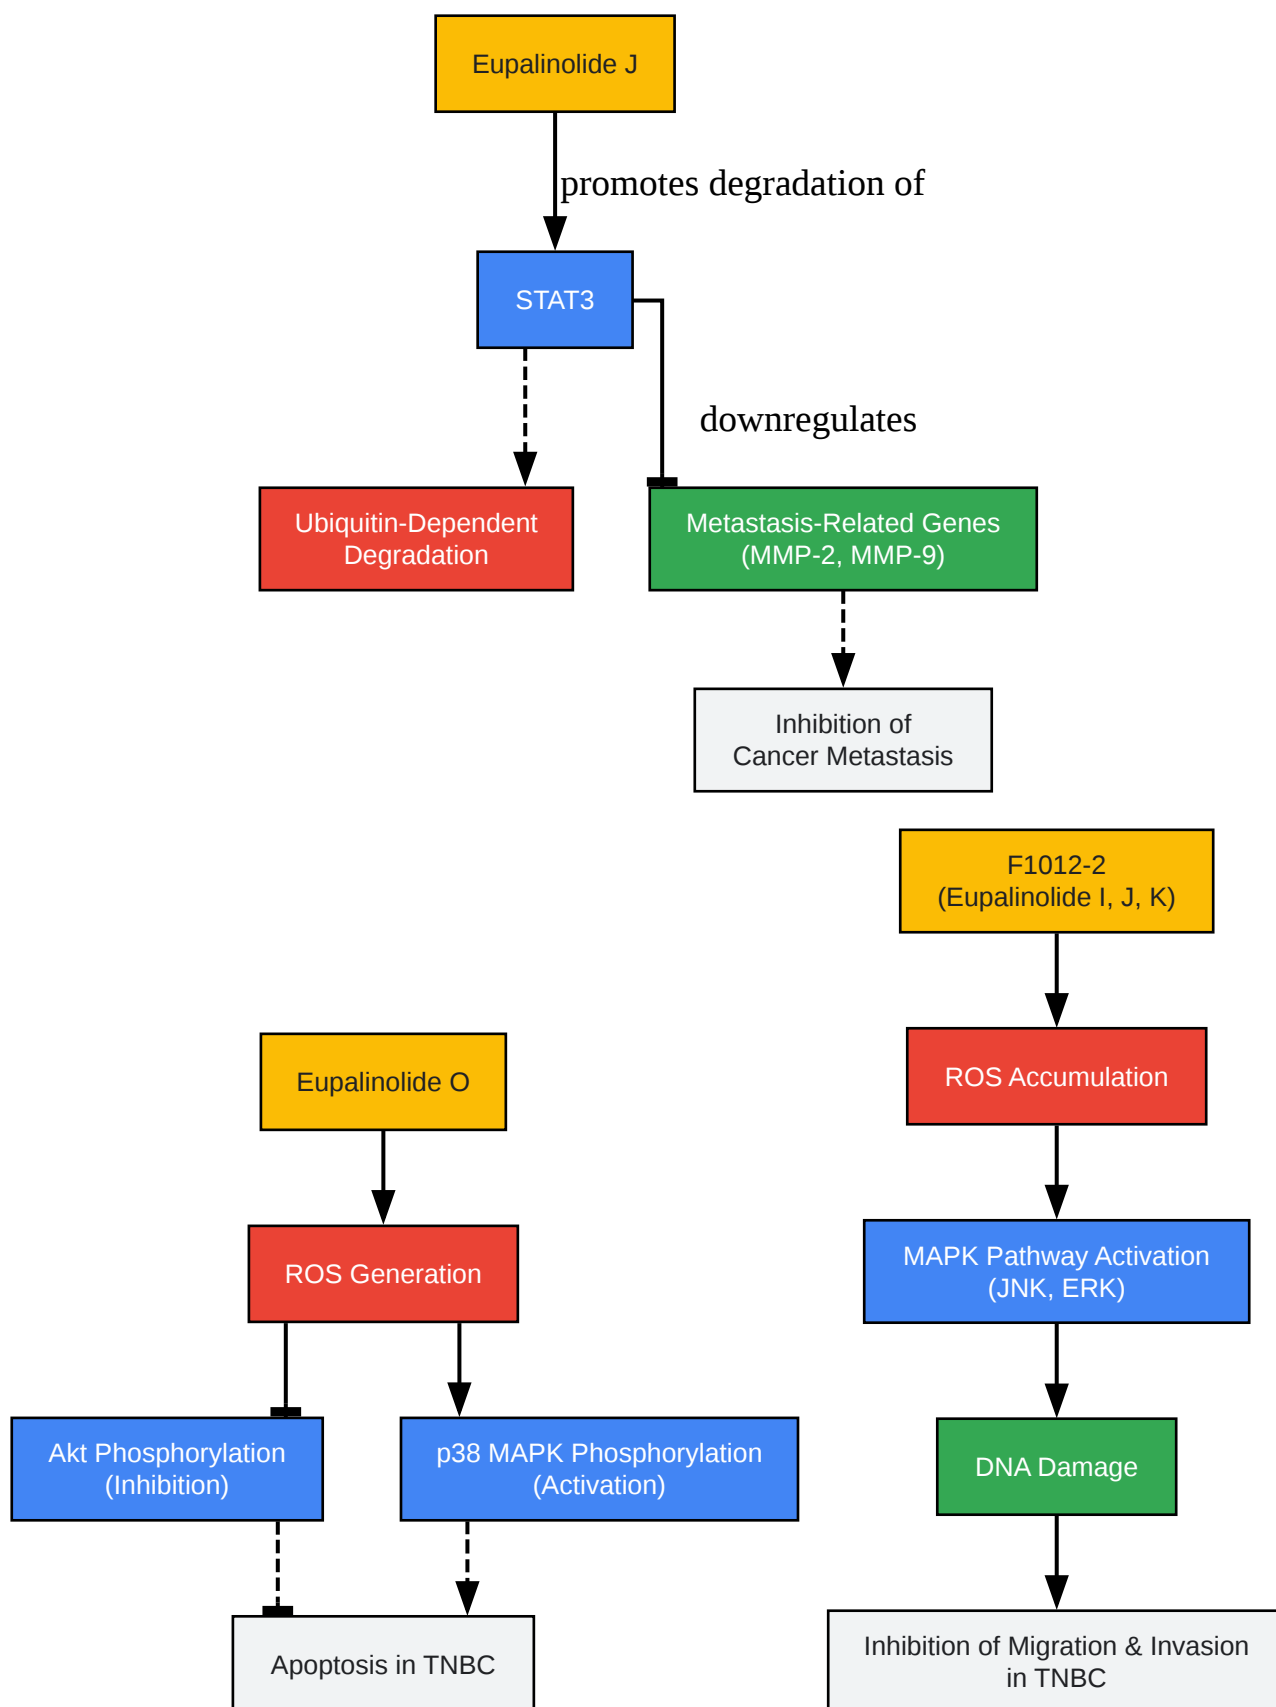 Eupalinolide J
promotes degradation of
STAT3
downregulates
Ubiquitin-Dependent
Degradation
Metastasis-Related Genes
(MMP-2, MMP-9)
Inhibition of
Cancer Metastasis
F1012-2
(Eupalinolide I, J, K)
ROS Accumulation
Eupalinolide O
ROS Generation
MAPK Pathway Activation
(JNK, ERK)
Akt Phosphorylation
(Inhibition)
p38 MAPK Phosphorylation
(Activation)
DNA Damage
Apoptosis in TNBC
Inhibition of Migration & Invasion
in TNBC